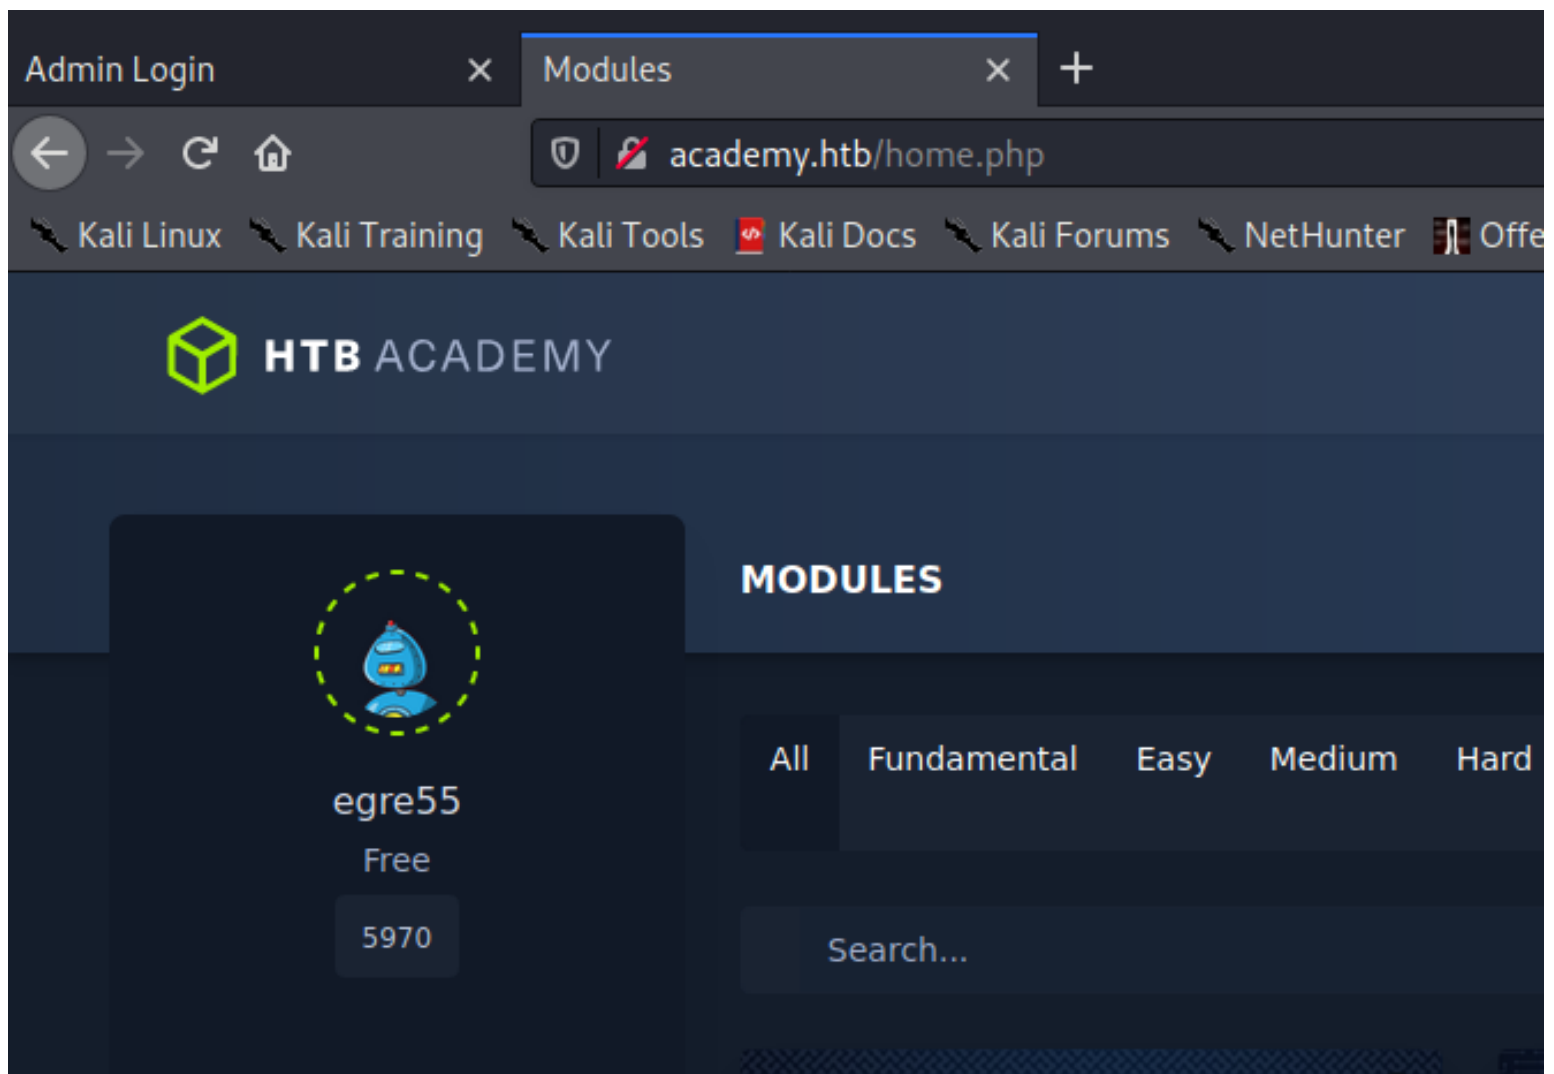 Admin Login
Modules
academy.htb/home.php
Kali Linux Kali Training Kali Tools Kali Docs Kali Forums NetHunter Offe
HTB ACADEMY
egre55
Free
5970
MODULES
All Fundamental Easy Medium Hard
Search...